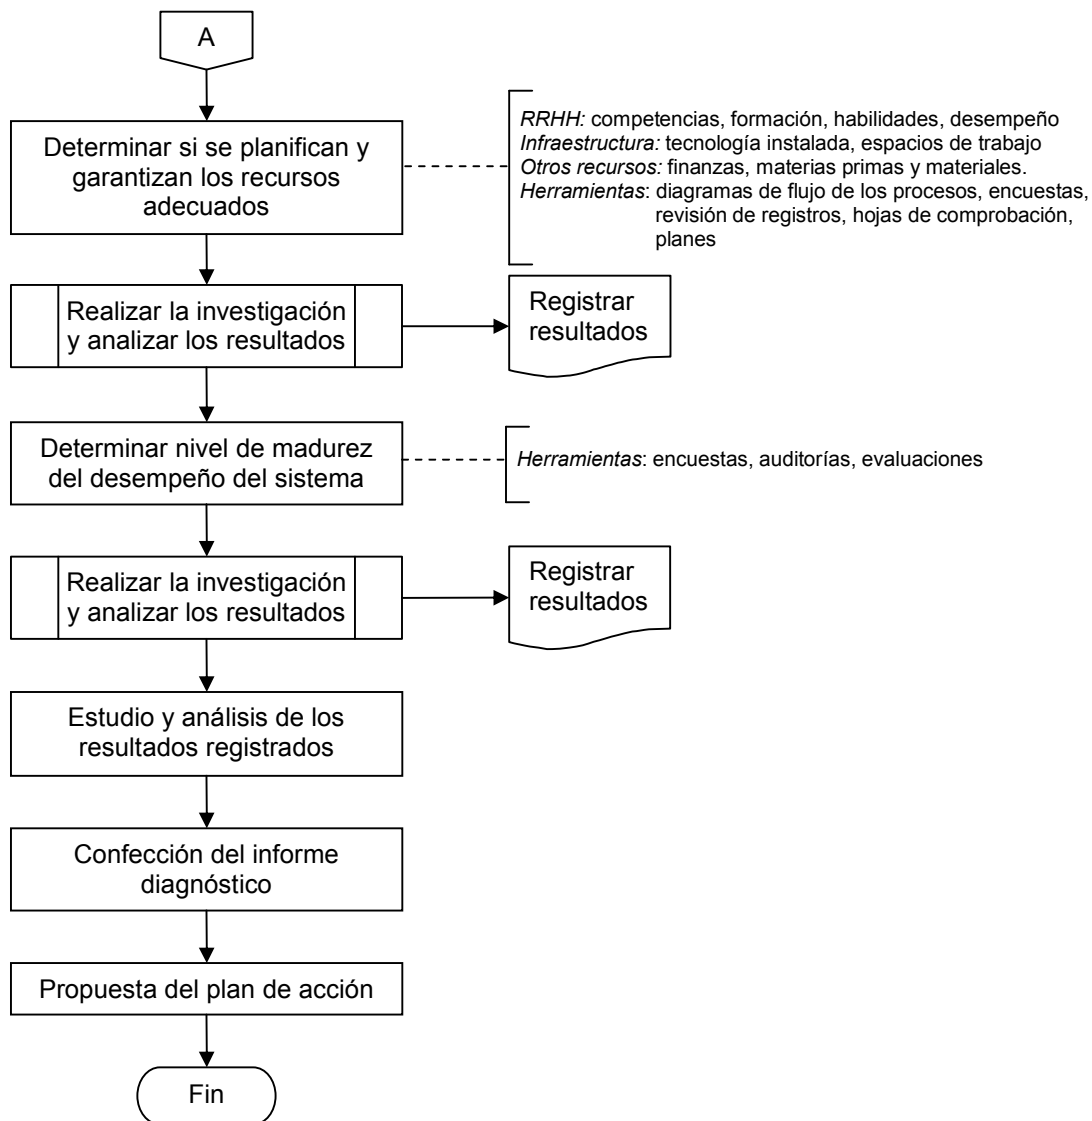 A
Determinar si se planifican y
garantizan los recursos
adecuados
RRHH: competencias, formación, habilidades, desempeño
Infraestructura: tecnología instalada, espacios de trabajo
Otros recursos: finanzas, materias primas y materiales.
Herramientas: diagramas de flujo de los procesos, encuestas,
revisión de registros, hojas de comprobación,
planes
Realizar la investigación
y analizar los resultados
Registrar
resultados
Determinar nivel de madurez
del desempeño del sistema
Herramientas: encuestas, auditorías, evaluaciones
Realizar la investigación
y analizar los resultados
Registrar
resultados
Estudio y análisis de los
resultados registrados
Confección del informe
diagnóstico
Propuesta del plan de acción
Fin